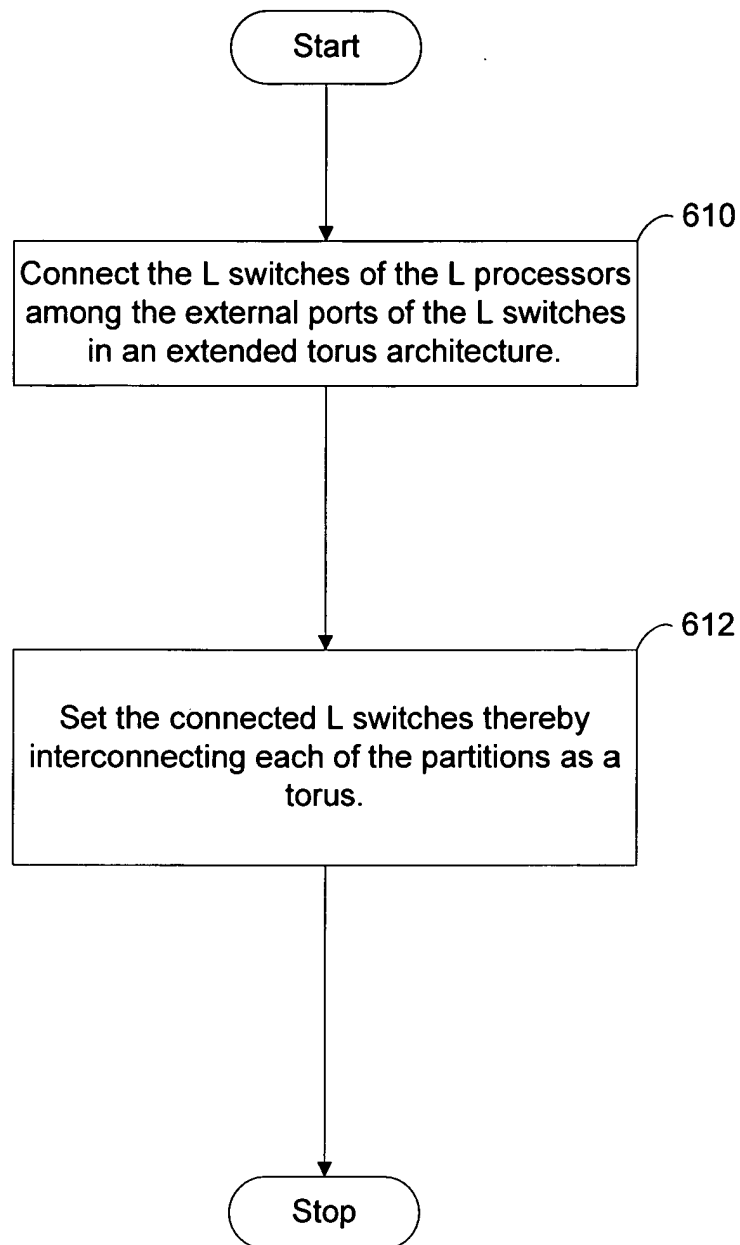 Start
610
Connect the L switches of the L processors
among the external ports of the L switches
in an extended torus architecture.
612
Set the connected L switches thereby
interconnecting each of the partitions as a
torus.
Stop